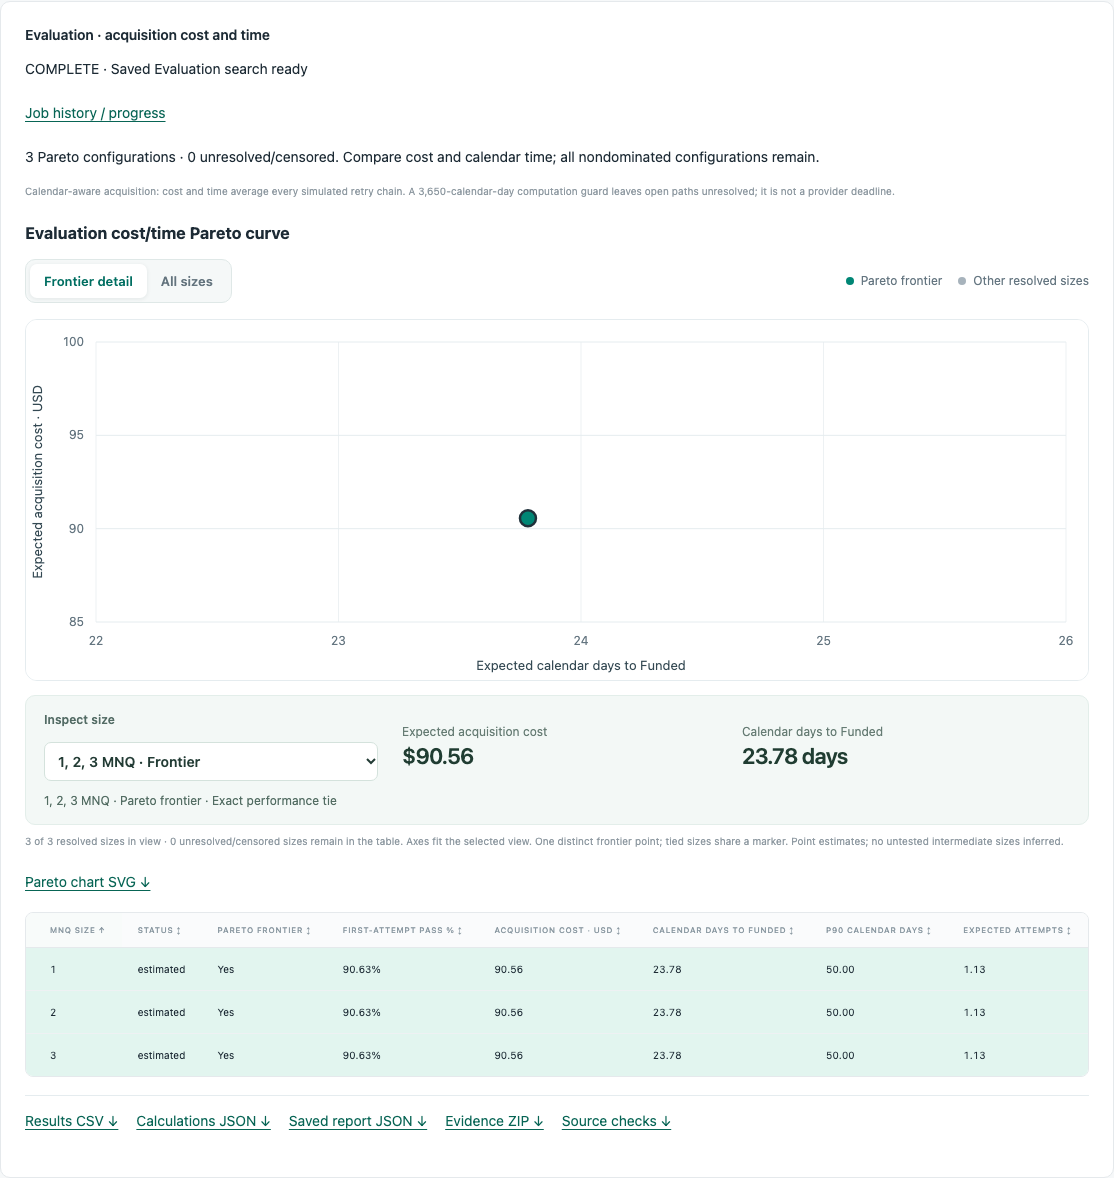 Evaluation · acquisition cost and time
COMPLETE · Saved Evaluation search ready
Job history / progress
3 Pareto configurations · 0 unresolved/censored. Compare cost and calendar time; all nondominated configurations remain.
Calendar-aware acquisition: cost and time average every simulated retry chain. A 3,650-calendar-day computation guard leaves open paths unresolved; it is not a provider deadline.
Evaluation cost/time Pareto curve
Frontier detail All sizes
Pareto frontier Other resolved sizes
Expected acquisition cost · USD
100
95
90
85
22 23 24 25 26
Expected calendar days to Funded
Inspect size
1, 2, 3 MNQ · Frontier
1, 2, 3 MNQ · Pareto frontier · Exact performance tie
Expected acquisition cost
$90.56
Calendar days to Funded
23.78 days
3 of 3 resolved sizes in view · 0 unresolved/censored sizes remain in the table. Axes fit the selected view. One distinct frontier point; tied sizes share a marker. Point estimates; no untested intermediate sizes inferred.
Pareto chart SVG ↓
MNQ SIZE ↑ STATUS ↕ PARETO FRONTIER ↕ FIRST-ATTEMPT PASS % ↕ ACQUISITION COST · USD ↕ CALENDAR DAYS TO FUNDED ↕ P90 CALENDAR DAYS ↕ EXPECTED ATTEMPTS ↕
1 estimated Yes 90.63% 90.56 23.78 50.00 1.13
2 estimated Yes 90.63% 90.56 23.78 50.00 1.13
3 estimated Yes 90.63% 90.56 23.78 50.00 1.13
Results CSV ↓ Calculations JSON ↓ Saved report JSON ↓ Evidence ZIP ↓ Source checks ↓